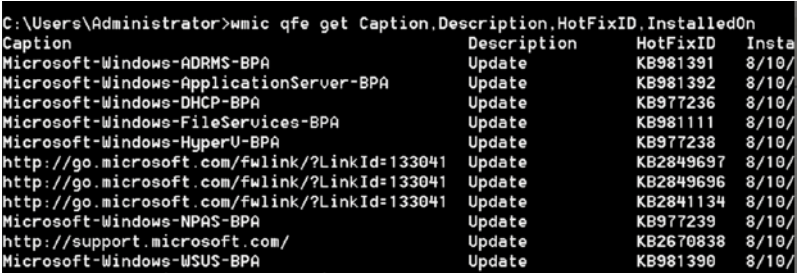 C:\Users\Administrator>wmic qfe get Caption,Description,HotFixID,InstalledOn
Caption Description HotFixID Insta
Microsoft-Windows-ADRMS-BPA Update KB981391 8/10/
Microsoft-Windows-ApplicationServer-BPA Update KB981392 8/10/
Microsoft-Windows-DHCP-BPA Update KB977236 8/10/
Microsoft-Windows-FileServices-BPA Update KB981111 8/10/
Microsoft-Windows-HyperV-BPA Update KB977238 8/10/
http://go.microsoft.com/fwlink/?LinkId=133041 Update KB2849697 8/10/
http://go.microsoft.com/fwlink/?LinkId=133041 Update KB2849696 8/10/
http://go.microsoft.com/fwlink/?LinkId=133041 Update KB2841134 8/10/
Microsoft-Windows-NPAS-BPA Update KB977239 8/10/
http://support.microsoft.com/ Update KB2670838 8/10/
Microsoft-Windows-WSUS-BPA Update KB981390 8/10/